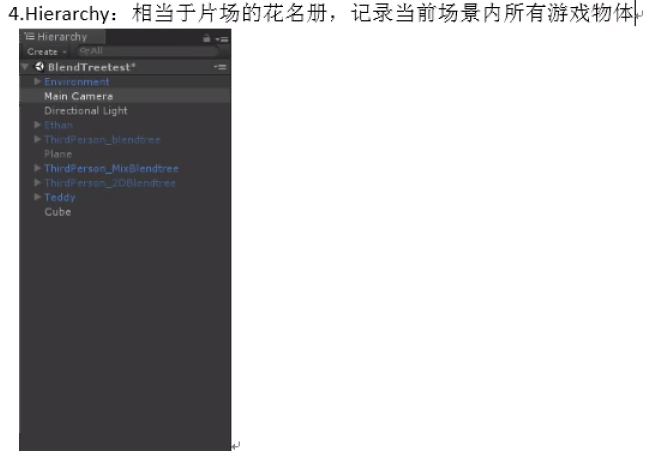 4.Hierarchy：相当于片场的花名册，记录当前场景内所有游戏物体
Hierarchy
Create All
BlendTreetest*
Environment
Main Camera
Directional Light
Ethan
ThirdPerson_blendtree
Plane
ThirdPerson_MixBlendtree
ThirdPerson_2DBlendtree
Teddy
Cube